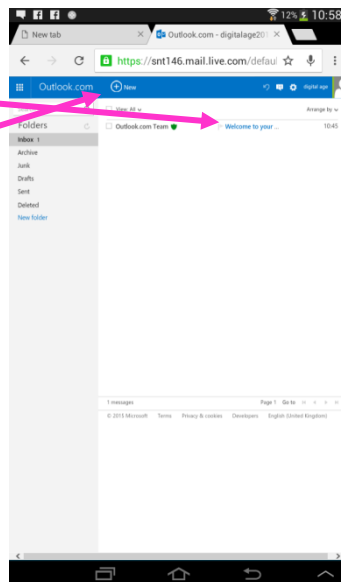 12% 10:58
New tab × Outlook.com - digitalage201 ×
https://snt146.mail.live.com/defaul
Outlook.com New digital age
View: All Arrange by
Folders
Outlook.com Team Welcome to your ... 10:45
Inbox 1
Archive
Junk
Drafts
Sent
Deleted
New folder
1 messages Page 1 Go to
© 2015 Microsoft Terms Privacy & cookies Developers English (United Kingdom)